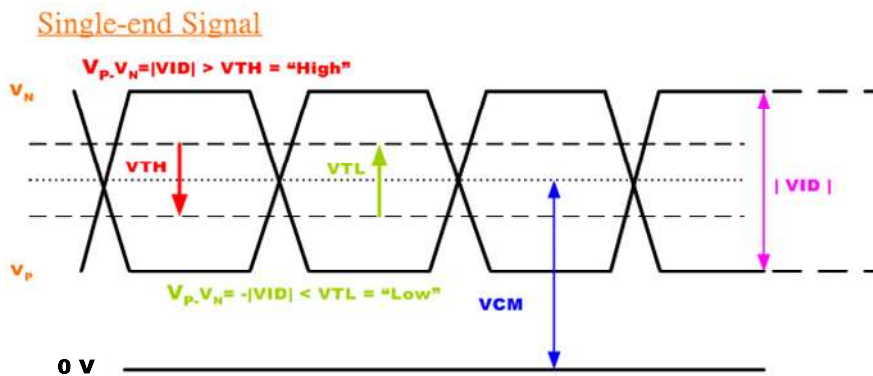 Single-end Signal
VP-VN=|VID| > VTH = “High”
VN
VTH
VTL
| VID |
VP
VP-VN= -|VID| < VTL = “Low”
VCM
0 V